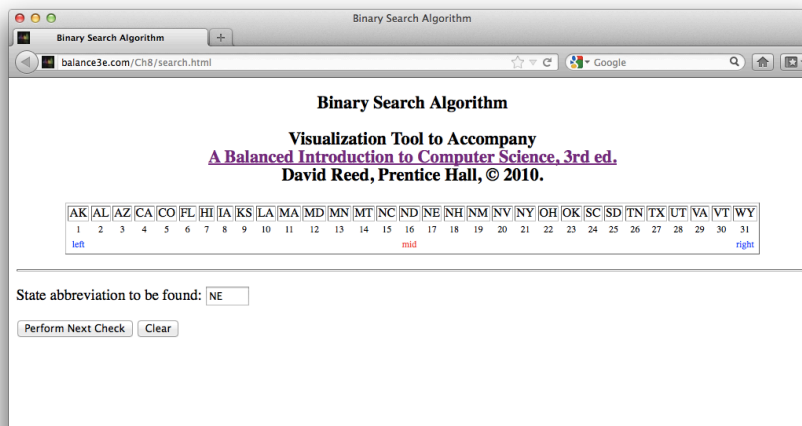 Binary Search Algorithm
Binary Search Algorithm
balance3e.com/Ch8/search.html Google
Binary Search Algorithm
Visualization Tool to Accompany
A Balanced Introduction to Computer Science, 3rd ed.
David Reed, Prentice Hall, © 2010.
AK AL AZ CA CO FL HI IA KS LA MA MD MN MT NC ND NE NH NM NV NY OH OK SC SD TN TX UT VA VT WY
1 2 3 4 5 6 7 8 9 10 11 12 13 14 15 16 17 18 19 20 21 22 23 24 25 26 27 28 29 30 31
left mid right
State abbreviation to be found: NE
Perform Next Check Clear